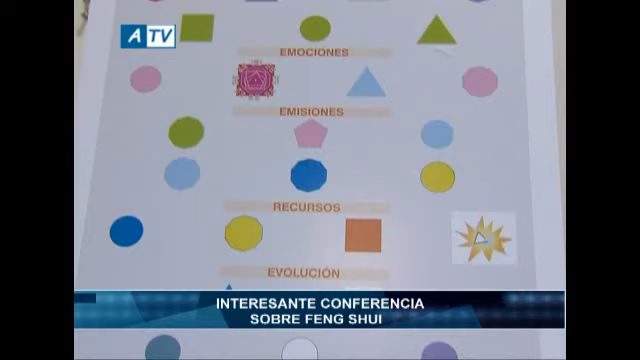 ATV
EMOCIONES
EMISIONES
RECURSOS
EVOLUCIÓN
INTERESANTE CONFERENCIA
SOBRE FENG SHUI